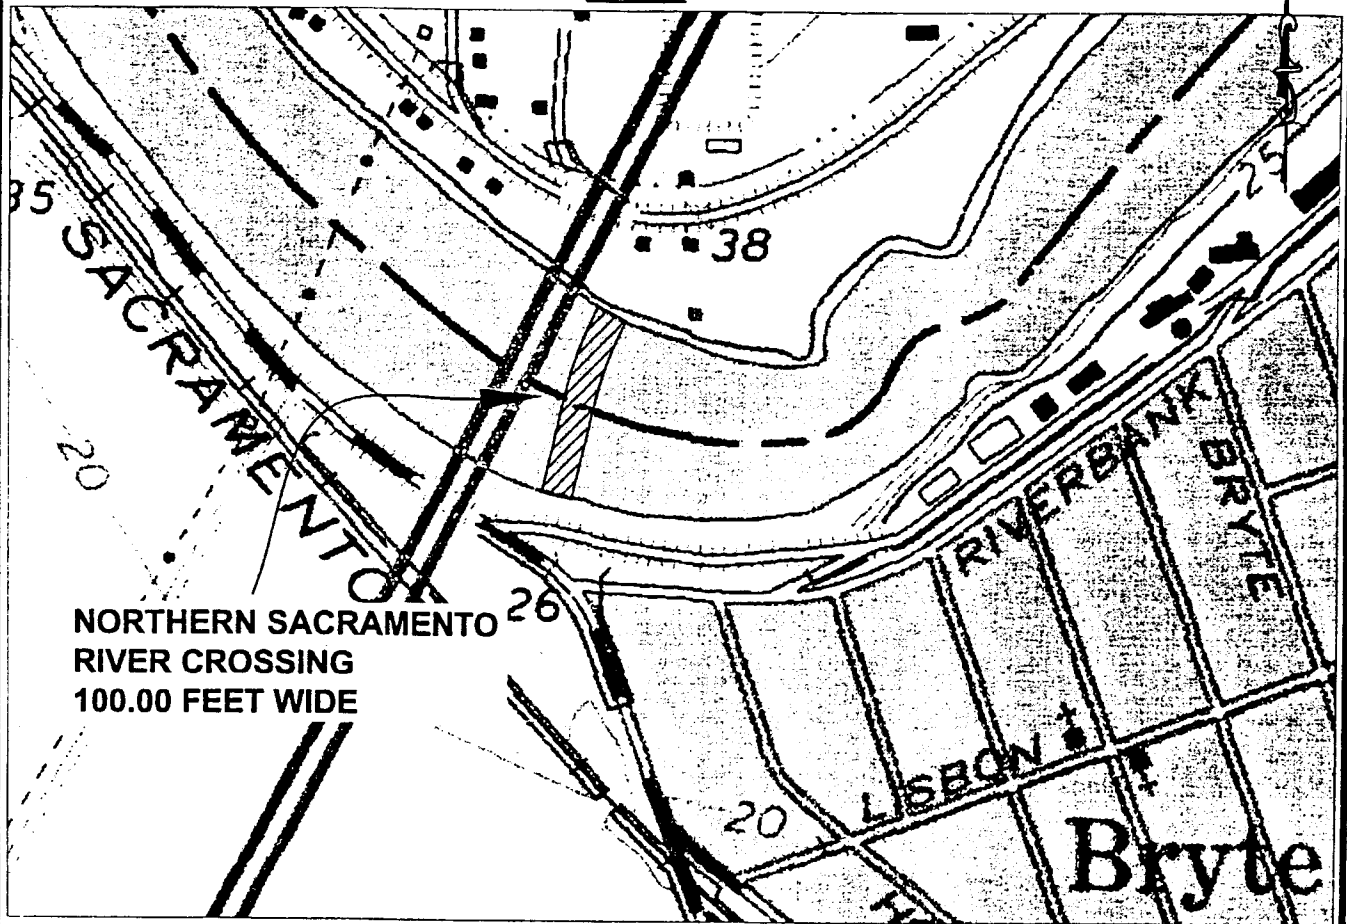 25
35
SACRAMENTO
38
20
RIVERBANK
BRYTE
26
NORTHERN SACRAMENTO
RIVER CROSSING
100.00 FEET WIDE
LISBON
20
Bryte